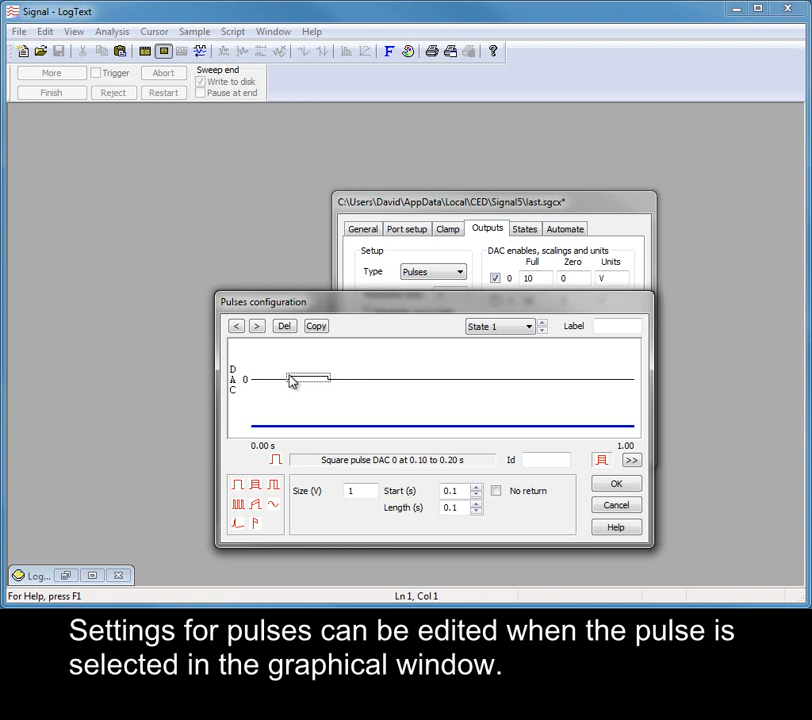 Signal - LogText
File Edit View Analysis Cursor Sample Script Window Help
More Trigger Abort Sweep end
Write to disk
Finish Reject Restart Pause at end
C:\Users\David\AppData\Local\CED\Signal5\last.sgcx*
General Port setup Clamp Outputs States Automate
Setup DAC enables, scalings and units
Full Zero Units
Type Pulses 0 10 0 V
Pulses configuration
< > Del Copy State 1 Label
D
A 0
C
0.00 s 1.00
Square pulse DAC 0 at 0.10 to 0.20 s Id >>
Size (V) 1 Start (s) 0.1 No return OK
Length (s) 0.1 Cancel
Help
Log...
For Help, press F1 Ln 1, Col 1
Settings for pulses can be edited when the pulse is
selected in the graphical window.